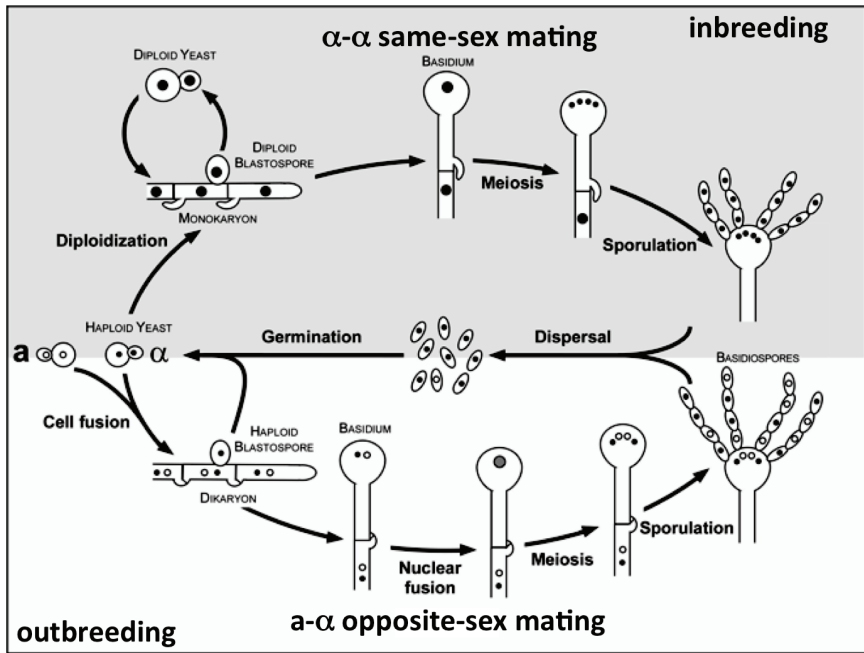 α-α same-sex mating
inbreeding
DIPLOID YEAST
BASIDIUM
DIPLOID
BLASTOSPORE
MONOKARYON
Meiosis
Diploidization
Sporulation
HAPLOID YEAST
a
α
Germination
Dispersal
BASIDIOSPORES
Cell fusion
HAPLOID
BLASTOSPORE
DIKARYON
BASIDIUM
Nuclear
fusion
Meiosis
Sporulation
a-α opposite-sex mating
outbreeding